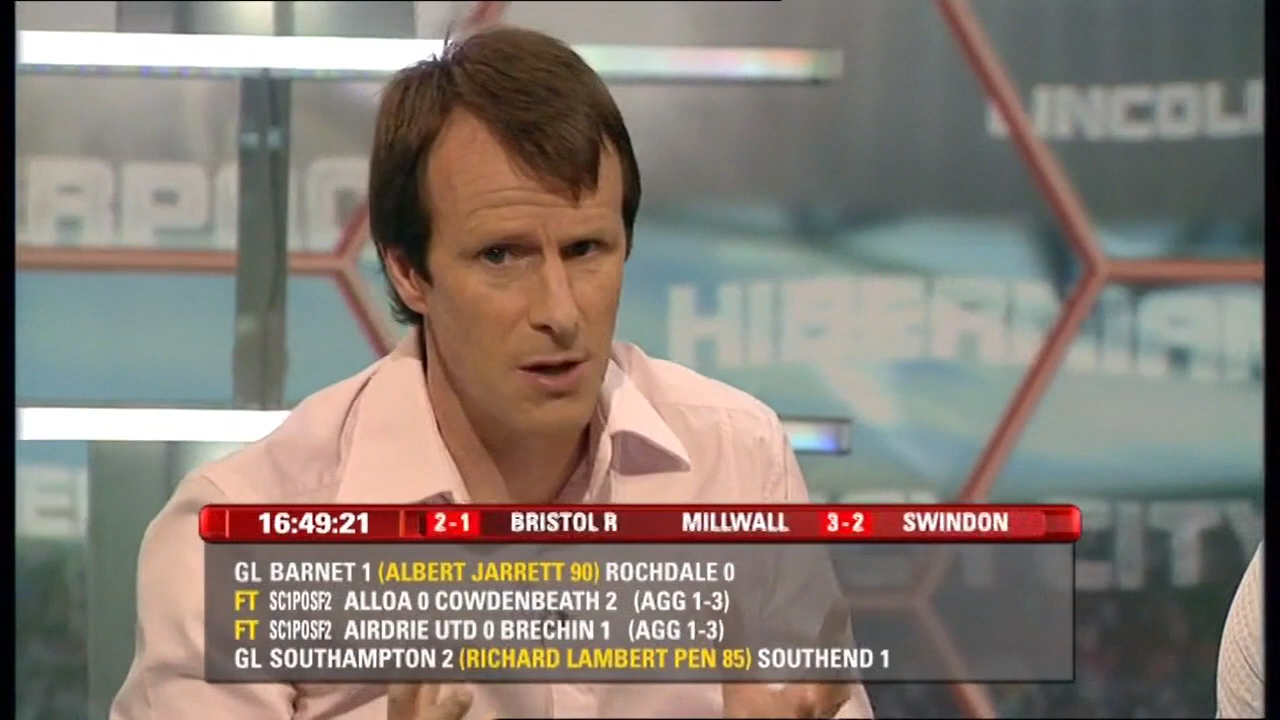 LINCOL
HIBERNIAN
16:49:21 2-1 BRISTOL R MILLWALL 3-2 SWINDON
GL BARNET 1 (ALBERT JARRETT 90) ROCHDALE 0
FT SC1POSF2 ALLOA 0 COWDENBEATH 2 (AGG 1-3)
FT SC1POSF2 AIRDRIE UTD 0 BRECHIN 1 (AGG 1-3)
GL SOUTHAMPTON 2 (RICHARD LAMBERT PEN 85) SOUTHEND 1